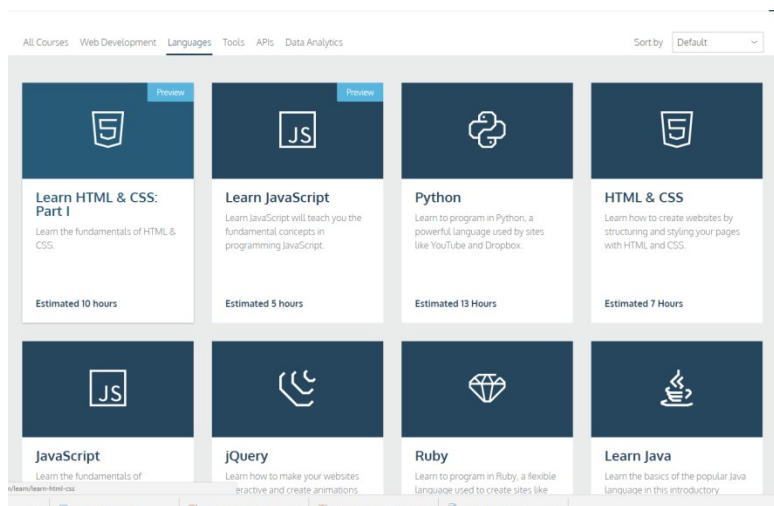 All Courses Web Development Languages Tools APIs Data Analytics Sort by Default
Preview
5
Preview
JS
5
Learn HTML & CSS:
Part I
Learn the fundamentals of HTML &
CSS.
Estimated 10 hours
Learn JavaScript
Learn JavaScript will teach you the
fundamental concepts in
programming JavaScript.
Estimated 5 hours
Python
Learn to program in Python, a
powerful language used by sites
like YouTube and Dropbox.
Estimated 13 Hours
HTML & CSS
Learn how to create websites by
structuring and styling your pages
with HTML and CSS.
Estimated 7 Hours
JS
JavaScript
Learn the fundamentals of
jQuery
Learn how to make your websites
eractive and create animations
Ruby
Learn to program in Ruby, a flexible
language used to create sites like
Learn Java
Learn the basics of the popular Java
language in this introductory
m/learn/learn-html-css